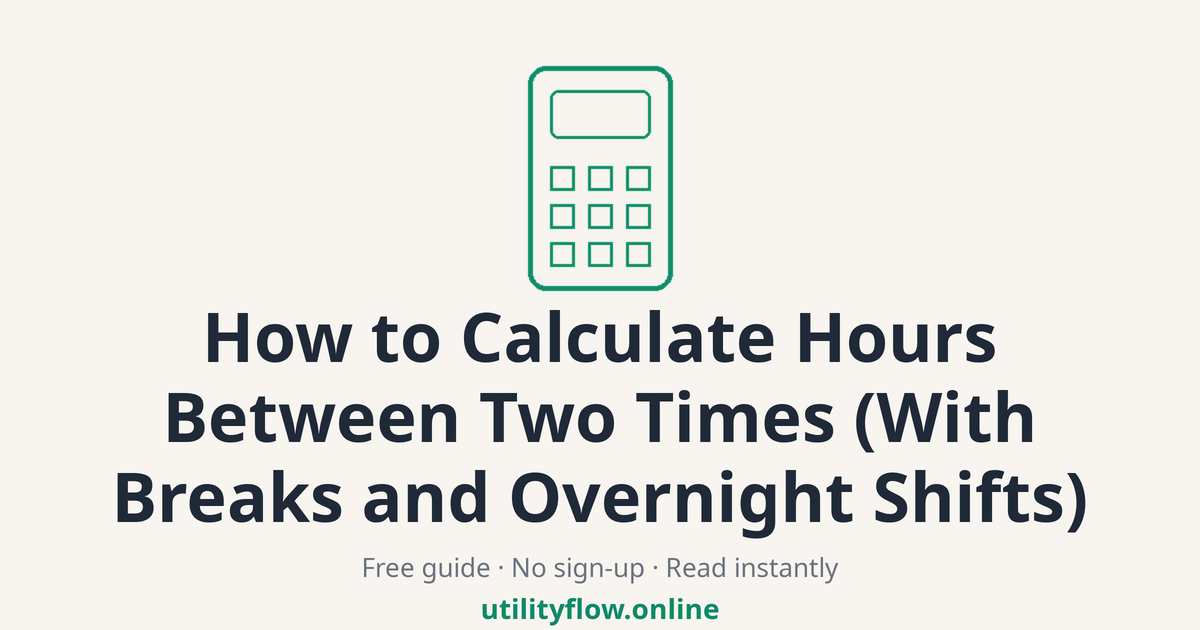 How to Calculate Hours
Between Two Times (With
Breaks and Overnight Shifts)
Free guide · No sign-up · Read instantly
utilityflow.online